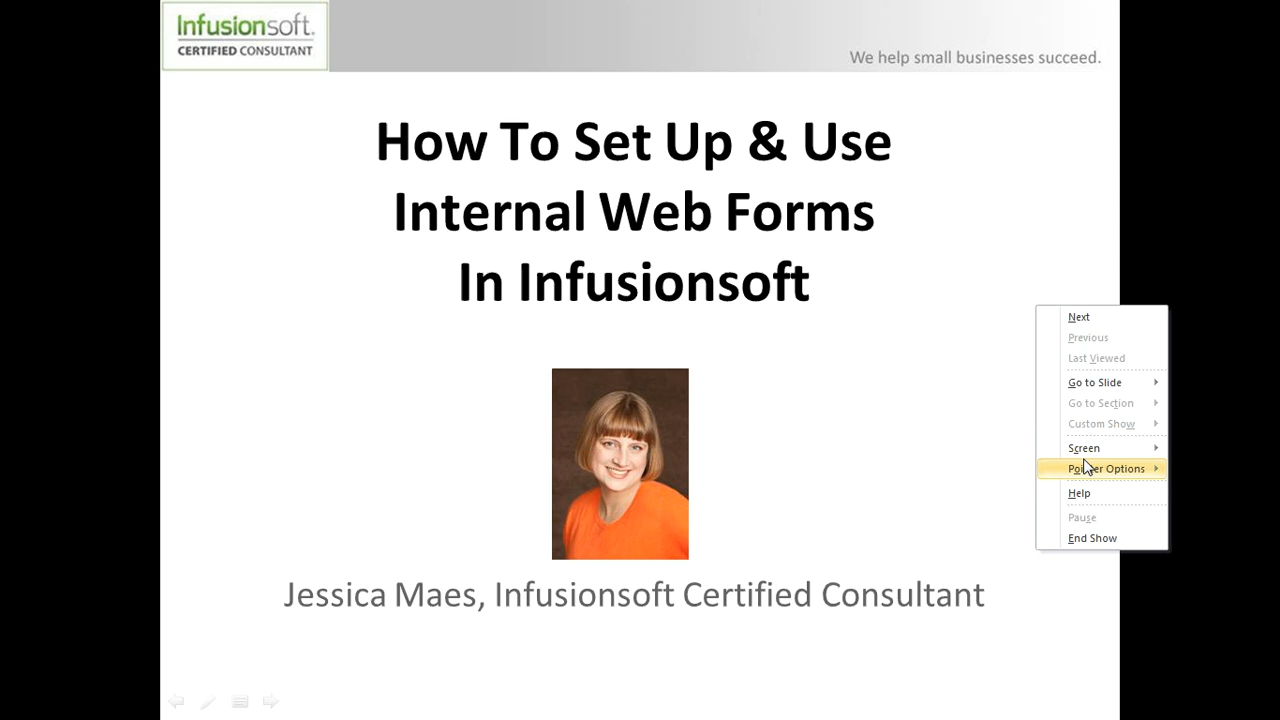 Infusionsoft.
CERTIFIED CONSULTANT
We help small businesses succeed.
How To Set Up & Use
Internal Web Forms
In Infusionsoft
Next
Previous
Last Viewed
Go to Slide
Go to Section
Custom Show
Screen
Pointer Options
Help
Pause
End Show
Jessica Maes, Infusionsoft Certified Consultant